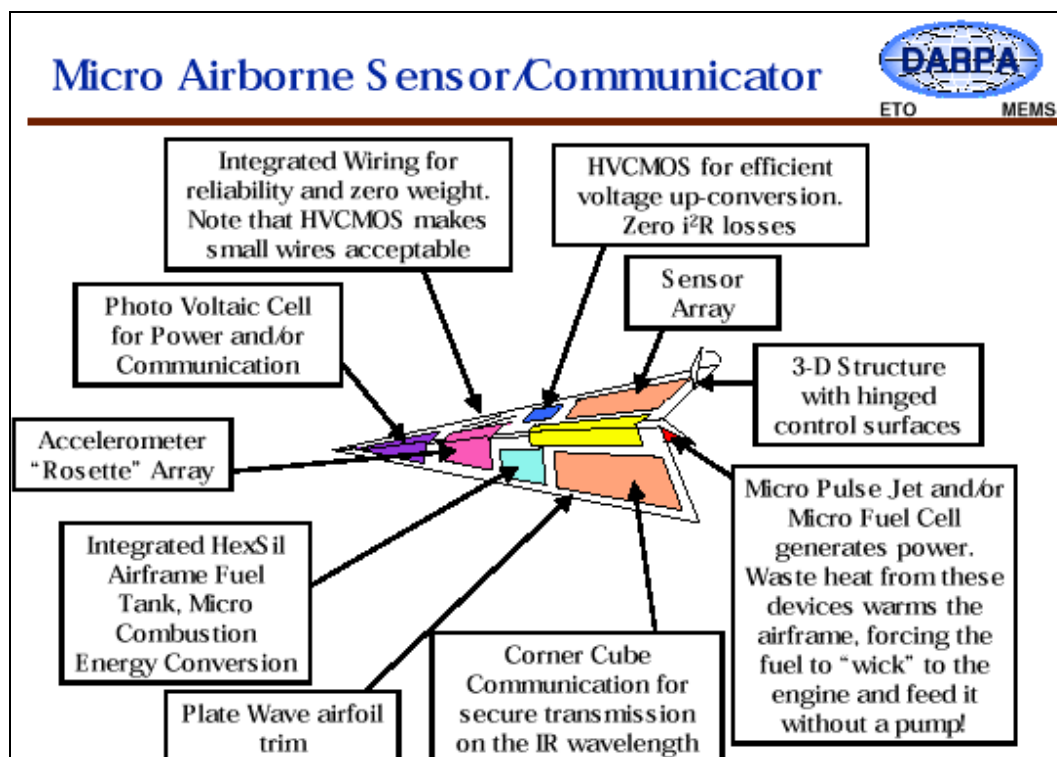 Micro Airborne Sensor/Communicator
DARPA
ETO MEMS
Integrated Wiring for
reliability and zero weight.
Note that HVCMOS makes
small wires acceptable
HVCMOS for efficient
voltage up-conversion.
Zero i²R losses
Sensor
Array
Photo Voltaic Cell
for Power and/or
Communication
3-D Structure
with hinged
control surfaces
Accelerometer
“Rosette” Array
Micro Pulse Jet and/or
Micro Fuel Cell
generates power.
Waste heat from these
devices warms the
airframe, forcing the
fuel to “wick” to the
engine and feed it
without a pump!
Integrated HexSil
Airframe Fuel
Tank, Micro
Combustion
Energy Conversion
Corner Cube
Communication for
secure transmission
on the IR wavelength
Plate Wave airfoil
trim